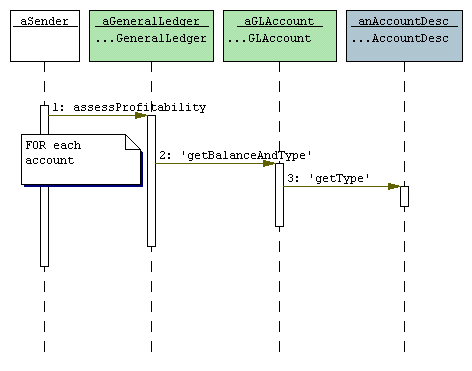 aSender
aGeneralLedger
...GeneralLedger
aGLAccount
...GLAccount
anAccountDesc
...AccountDesc
1: assessProfitability
FOR each
account
2: 'getBalanceAndType'
3: 'getType'